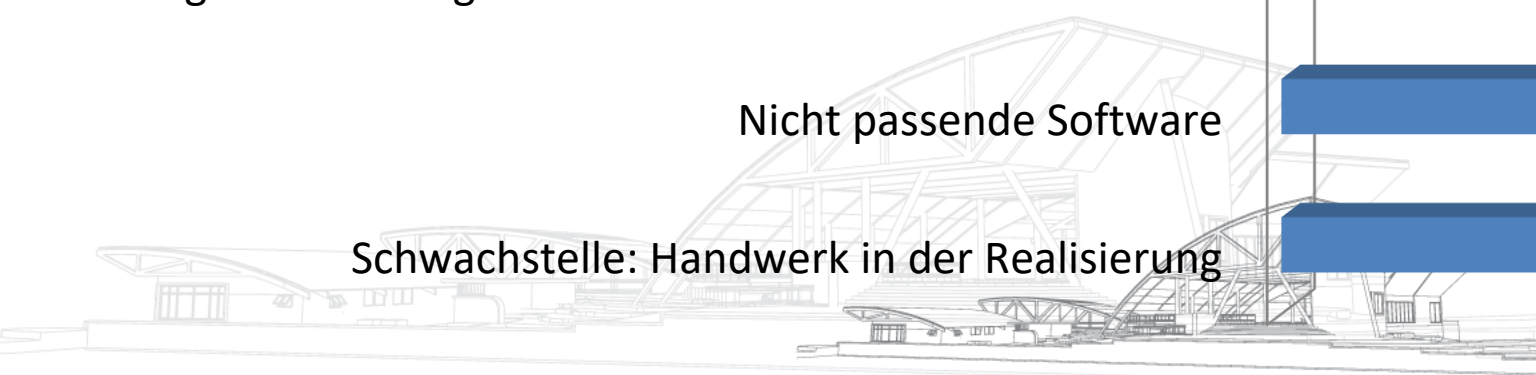 Nicht passende Software
Schwachstelle: Handwerk in der Realisierung